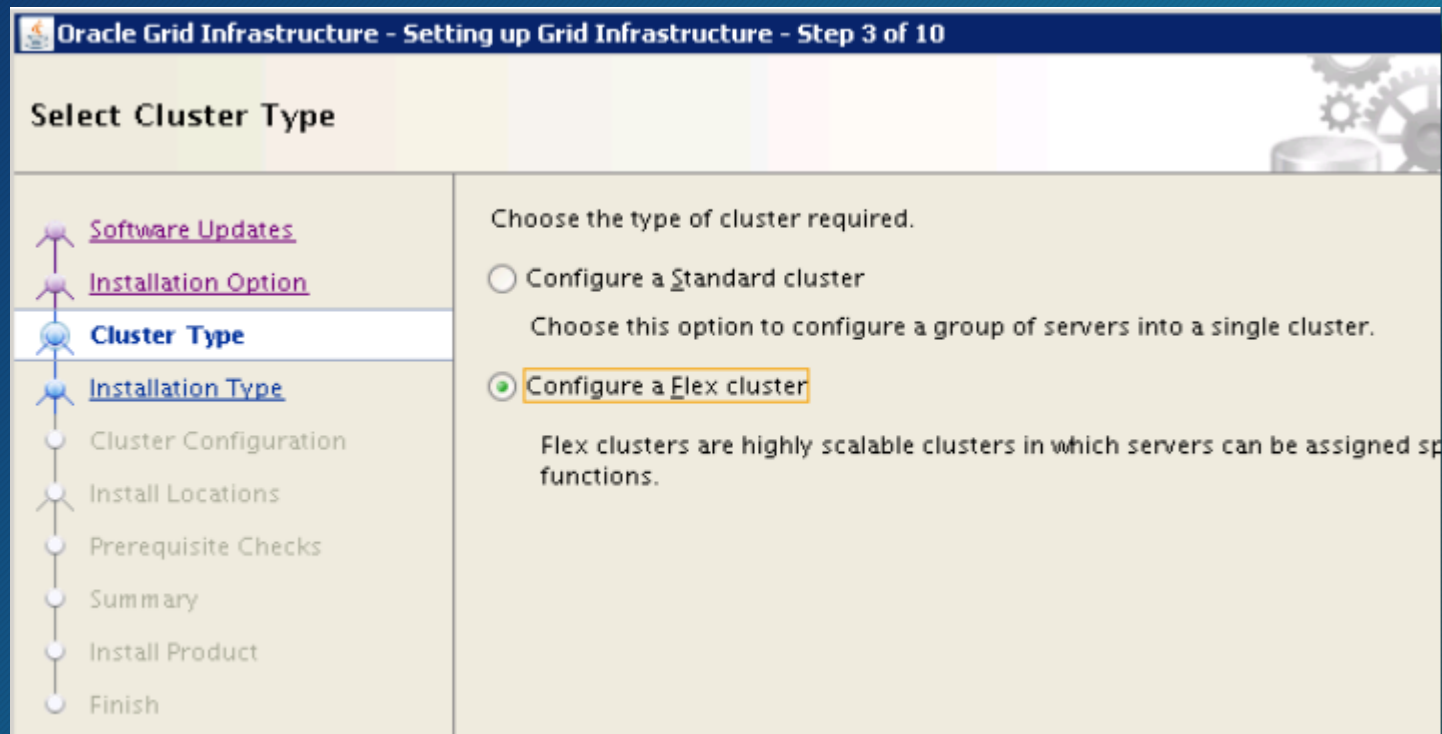 Oracle Grid Infrastructure - Setting up Grid Infrastructure - Step 3 of 10
Select Cluster Type
Software Updates
Installation Option
Cluster Type
Installation Type
Cluster Configuration
Install Locations
Prerequisite Checks
Summary
Install Product
Finish
Choose the type of cluster required.
Configure a Standard cluster
Choose this option to configure a group of servers into a single cluster.
Configure a Flex cluster
Flex clusters are highly scalable clusters in which servers can be assigned
functions.